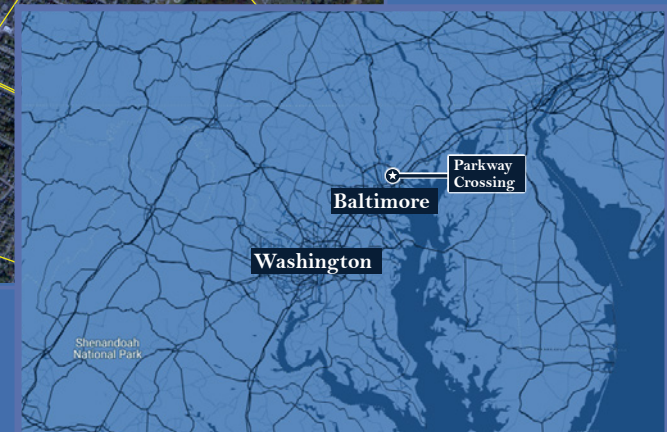 Parkway
Crossing
Baltimore
Washington
Shenandoah
National Park